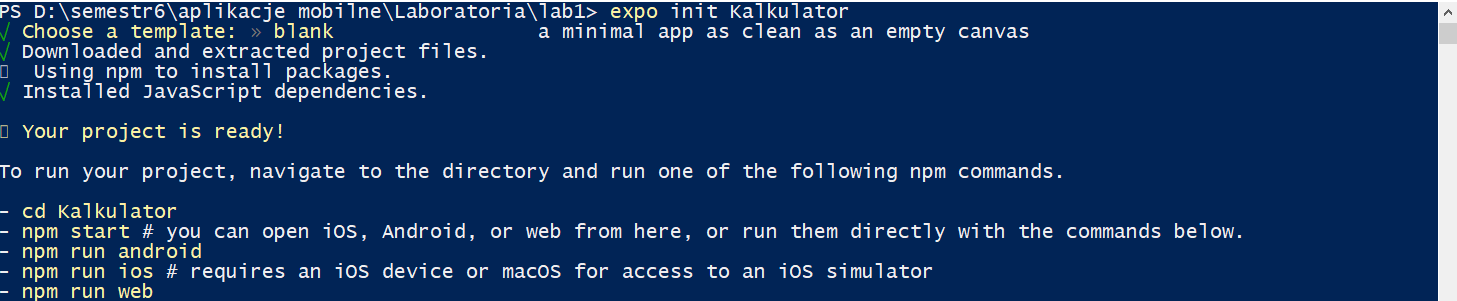 PS D:\semestr6\aplikacje mobilne\Laboratoria\lab1> expo init Kalkulator
√ Choose a template: » blank                a minimal app as clean as an empty canvas
√ Downloaded and extracted project files.
Using npm to install packages.
√ Installed JavaScript dependencies.
Your project is ready!
To run your project, navigate to the directory and run one of the following npm commands.
- cd Kalkulator
- npm start # you can open iOS, Android, or web from here, or run them directly with the commands below.
- npm run android
- npm run ios # requires an iOS device or macOS for access to an iOS simulator
- npm run web